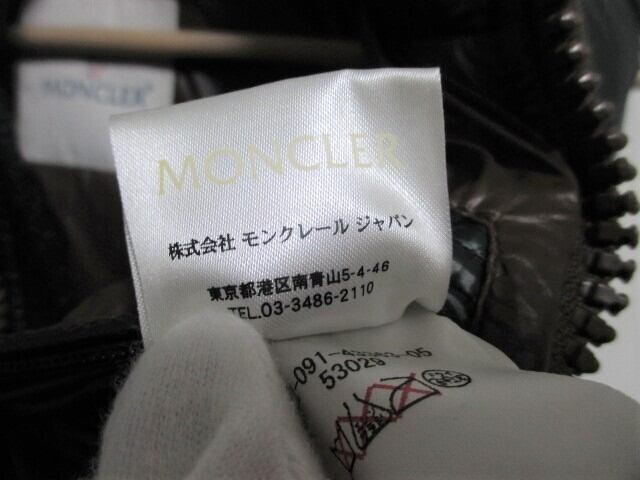 MONCLER
MONCLER
株式会社 モンクレール ジャパン
東京都港区南青山5-4-46
TEL.03-3486-2110
53029